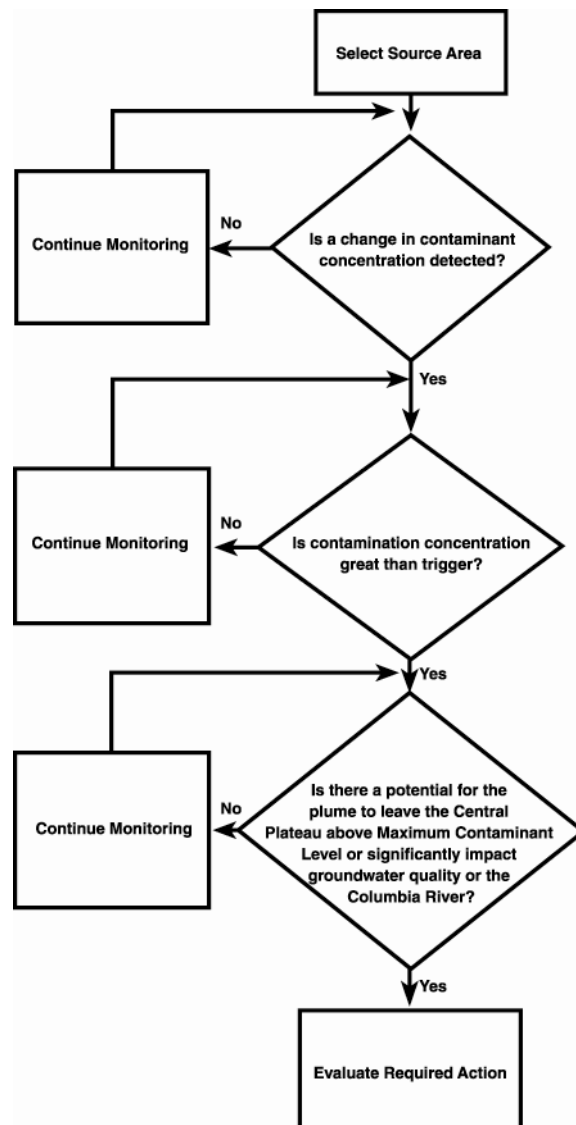 Select Source Area
No
Continue Monitoring
Is a change in contaminant
concentration detected?
Yes
No
Continue Monitoring
Is contamination concentration
great than trigger?
Yes
Is there a potential for the
No
plume to leave the Central
Continue Monitoring
Plateau above Maximum Contaminant
Level or significantly impact
groundwater quality or the
Columbia River?
Yes
Evaluate Required Action